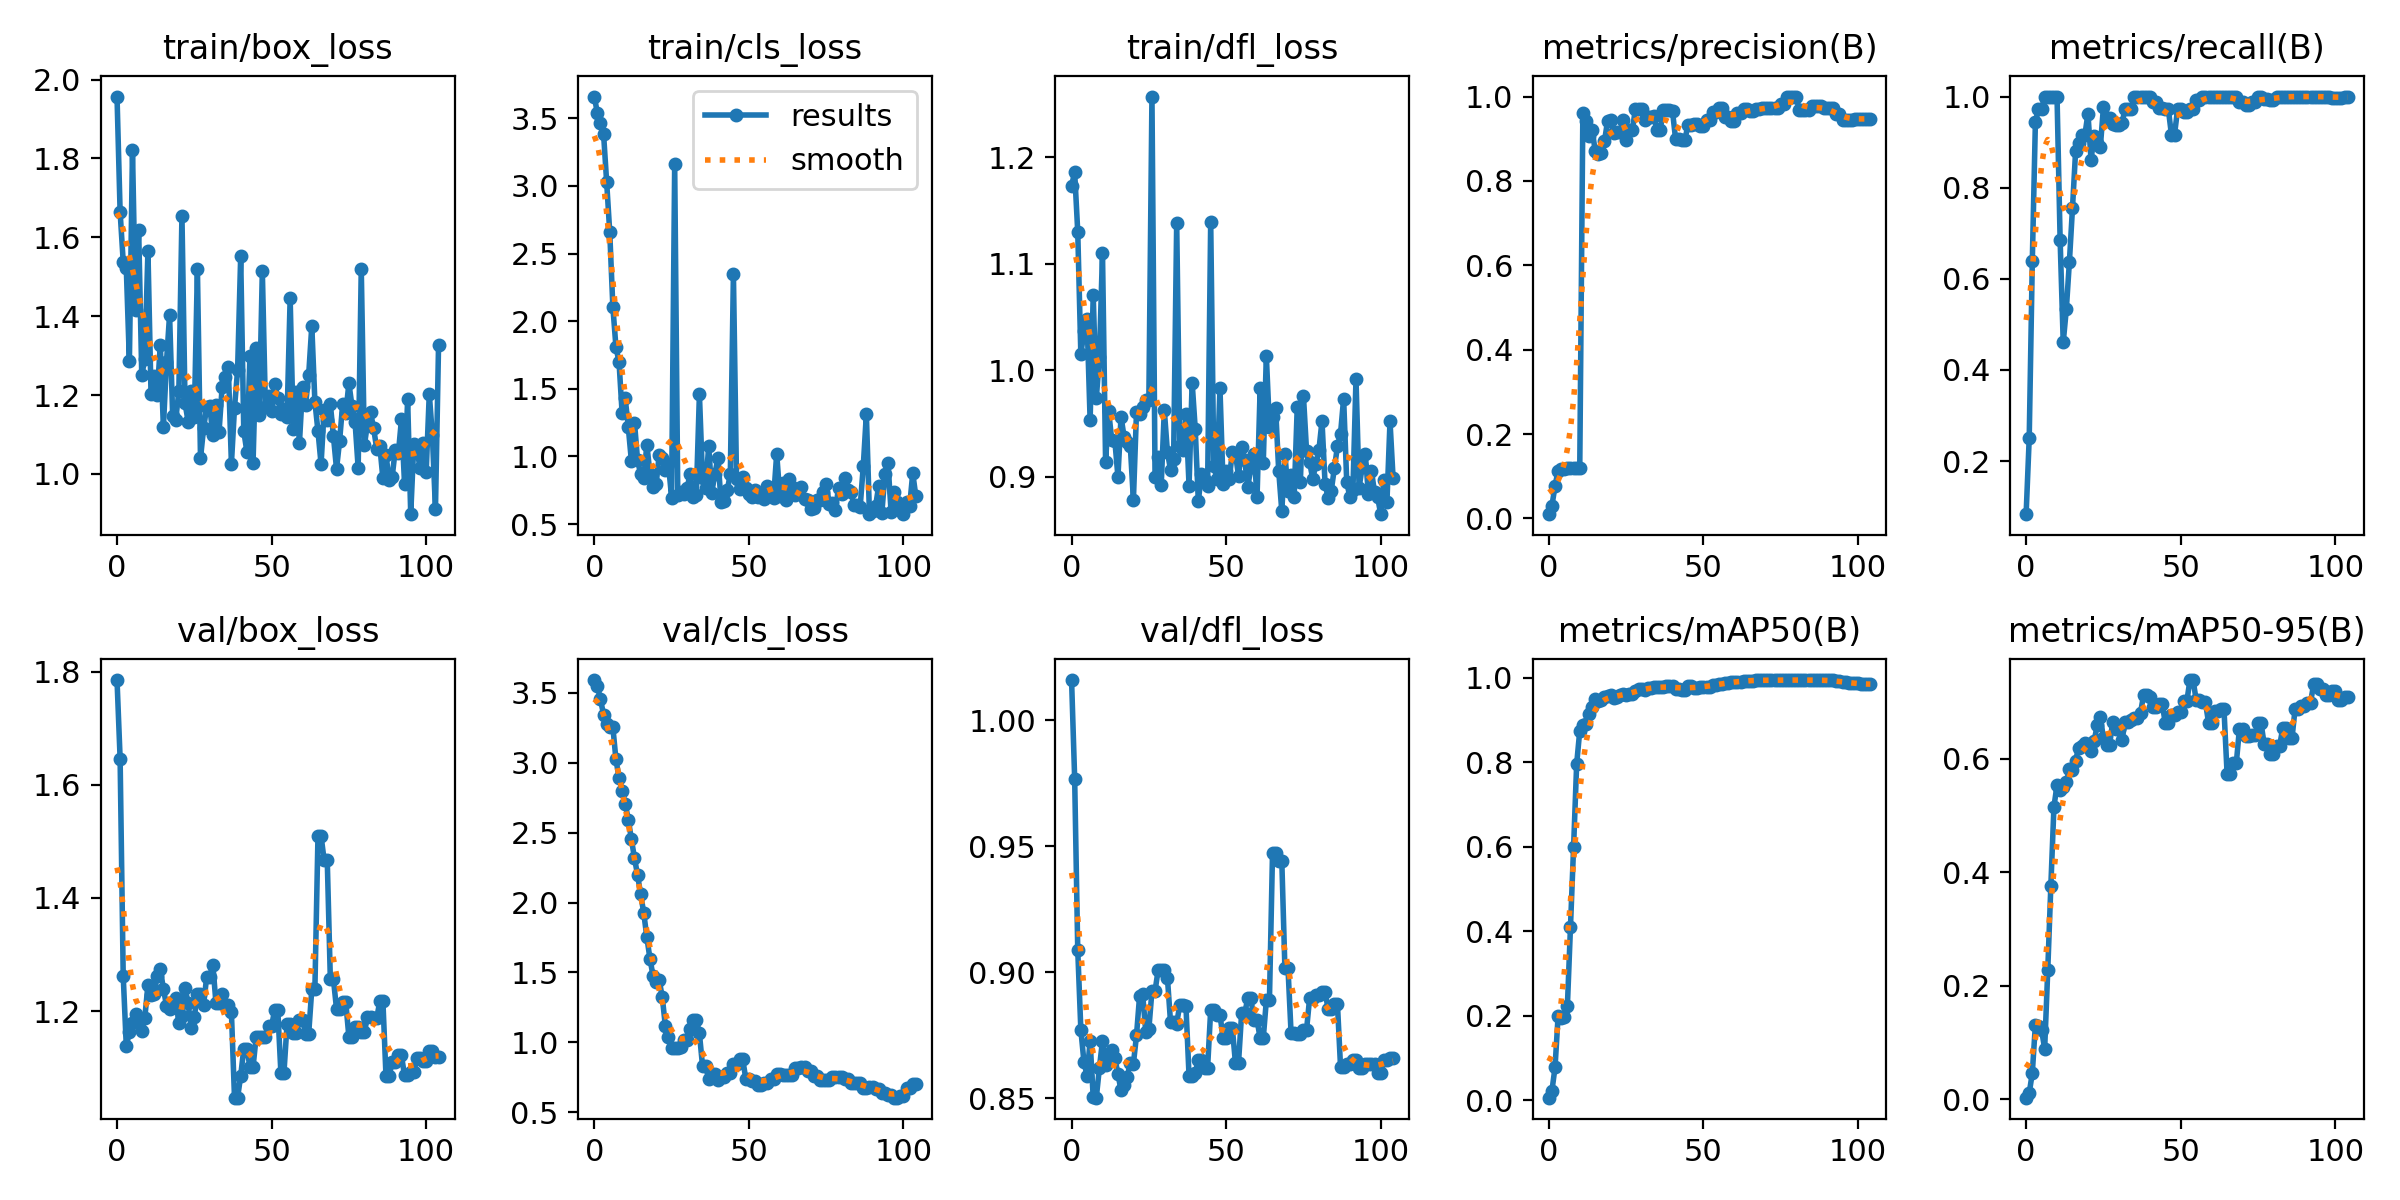 train/box_loss
2.0
1.8
1.6
1.4
1.2
1.0
0 50 100
train/cls_loss
results
smooth
3.5
3.0
2.5
2.0
1.5
1.0
0.5
0 50 100
train/dfl_loss
1.2
1.1
1.0
0.9
0 50 100
metrics/precision(B)
1.0
0.8
0.6
0.4
0.2
0.0
0 50 100
metrics/recall(B)
1.0
0.8
0.6
0.4
0.2
0 50 100
val/box_loss
1.8
1.6
1.4
1.2
0 50 100
val/cls_loss
3.5
3.0
2.5
2.0
1.5
1.0
0.5
0 50 100
val/dfl_loss
1.00
0.95
0.90
0.85
0 50 100
metrics/mAP50(B)
1.0
0.8
0.6
0.4
0.2
0.0
0 50 100
metrics/mAP50-95(B)
0.6
0.4
0.2
0.0
0 50 100